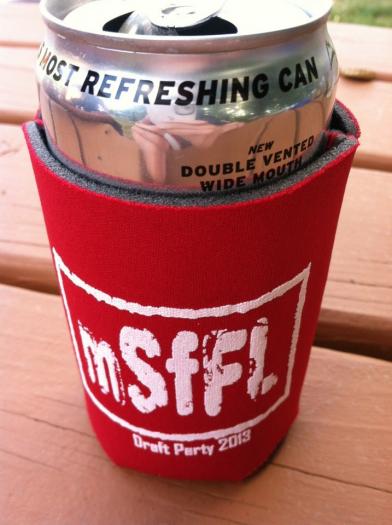 MOST REFRESHING CAN
NEW
DOUBLE VENTED
WIDE MOUTH
mSfFL
Draft Party 2013